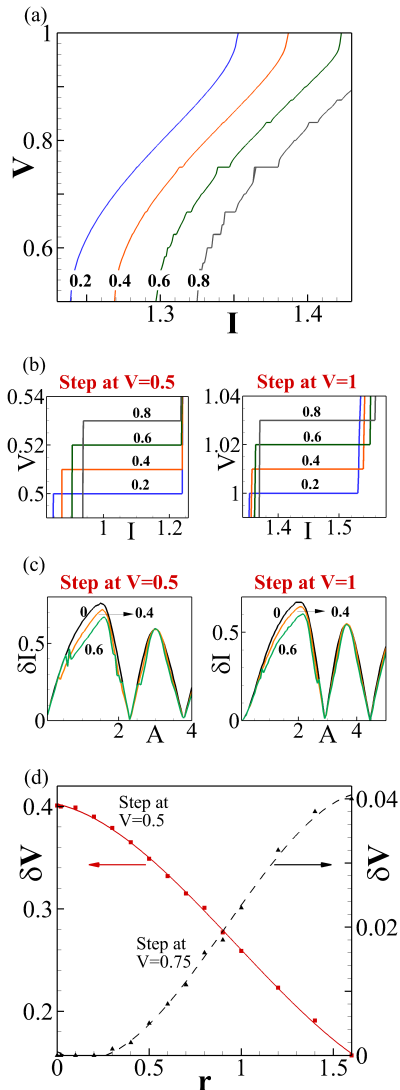 (a)
1
V
0.8
0.6
0.2 0.4 0.6 0.8
1.3 I 1.4
(b)
Step at V=0.5 Step at V=1
0.54 1.04
V V
0.52 1.02
0.5 1
0.8 0.8
0.6 0.6
0.4 0.4
0.2 0.2
1 I 1.2 1.4 I 1.5
(c)
Step at V=0.5 Step at V=1
δI δI
0.5 0.5
0 0
0 0.4 0 0.4
0.6 0.6
2 A 4 2 A 4
(d)
0.4 0.04
δV δV
Step at
V=0.5
0.3 0.02
Step at
V=0.75
0.2
0
0 0.5 1 1.5
r